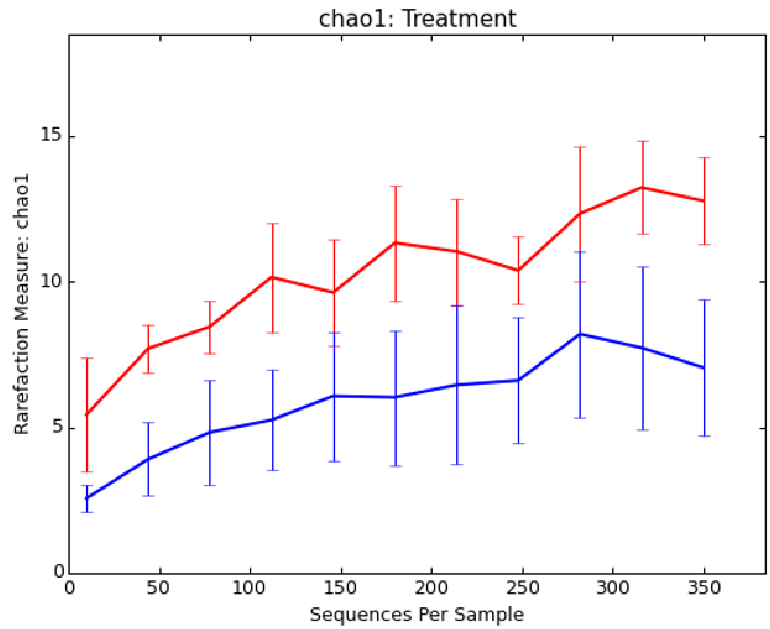 chao1: Treatment
Rarefaction Measure: chao1
15
10
5
0
0 50 100 150 200 250 300 350
Sequences Per Sample